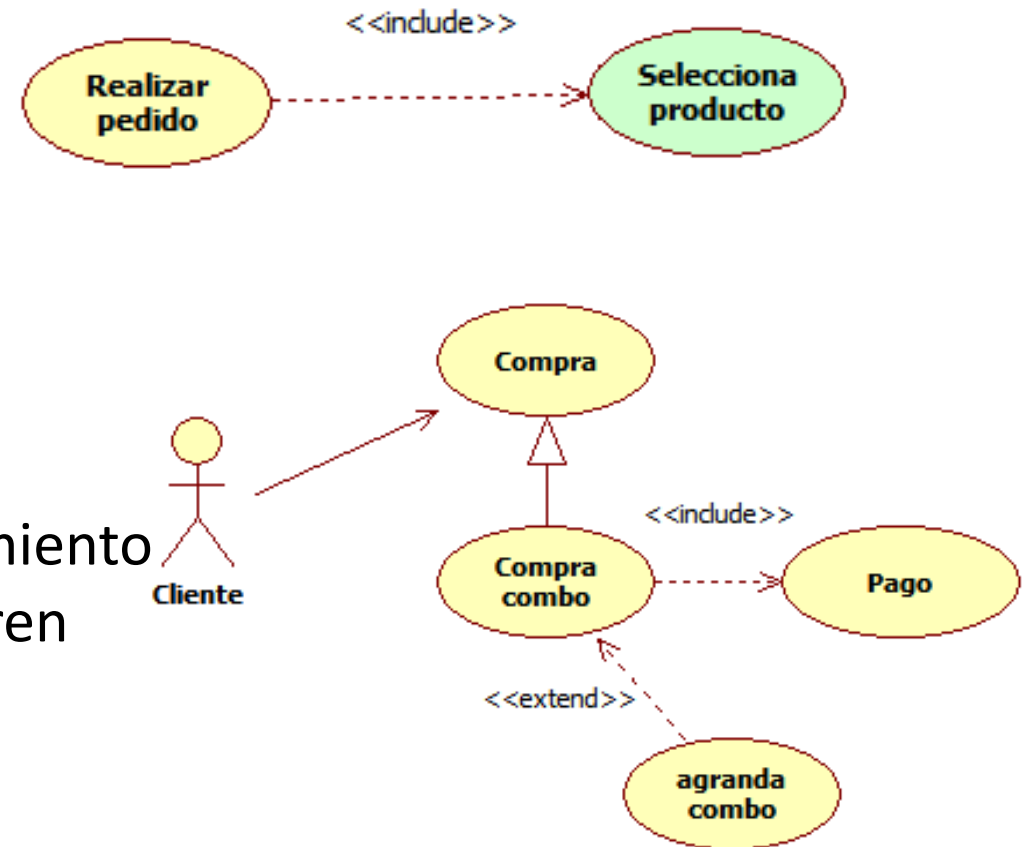 <<include>>
Realizar
pedido
Selecciona
producto
Compra
<<include>>
miento
Cliente
ren
Compra
combo
Pago
<<extend>>
agranda
combo